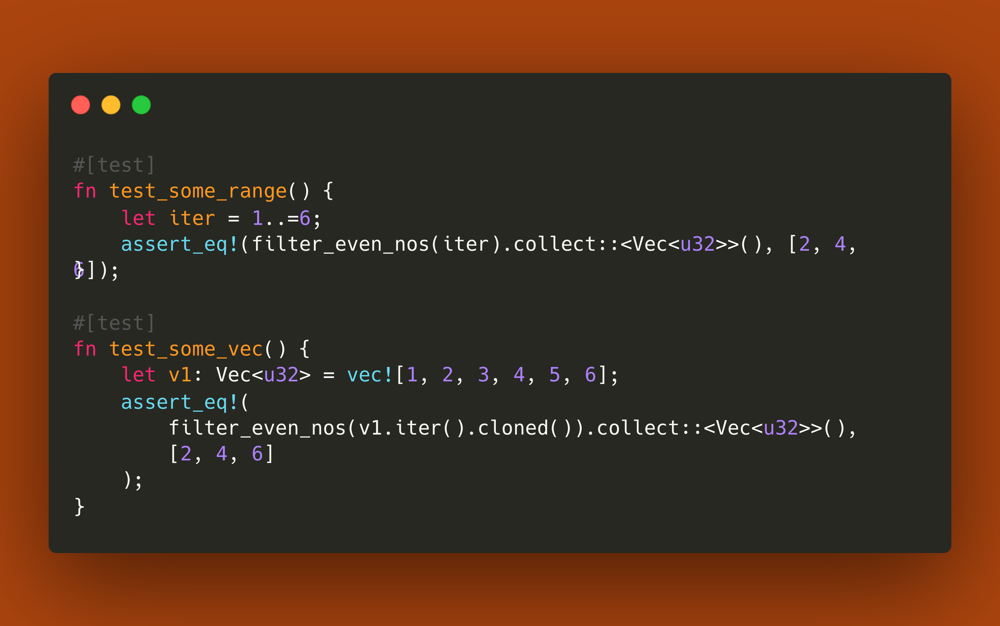 #[test]
fn test_some_range() {
    let iter = 1..=6;
    assert_eq!(filter_even_nos(iter).collect::<Vec<u32>>(), [2, 4,
6]);
}

#[test]
fn test_some_vec() {
    let v1: Vec<u32> = vec![1, 2, 3, 4, 5, 6];
    assert_eq!(
        filter_even_nos(v1.iter().cloned()).collect::<Vec<u32>>(),
        [2, 4, 6]
    );
}